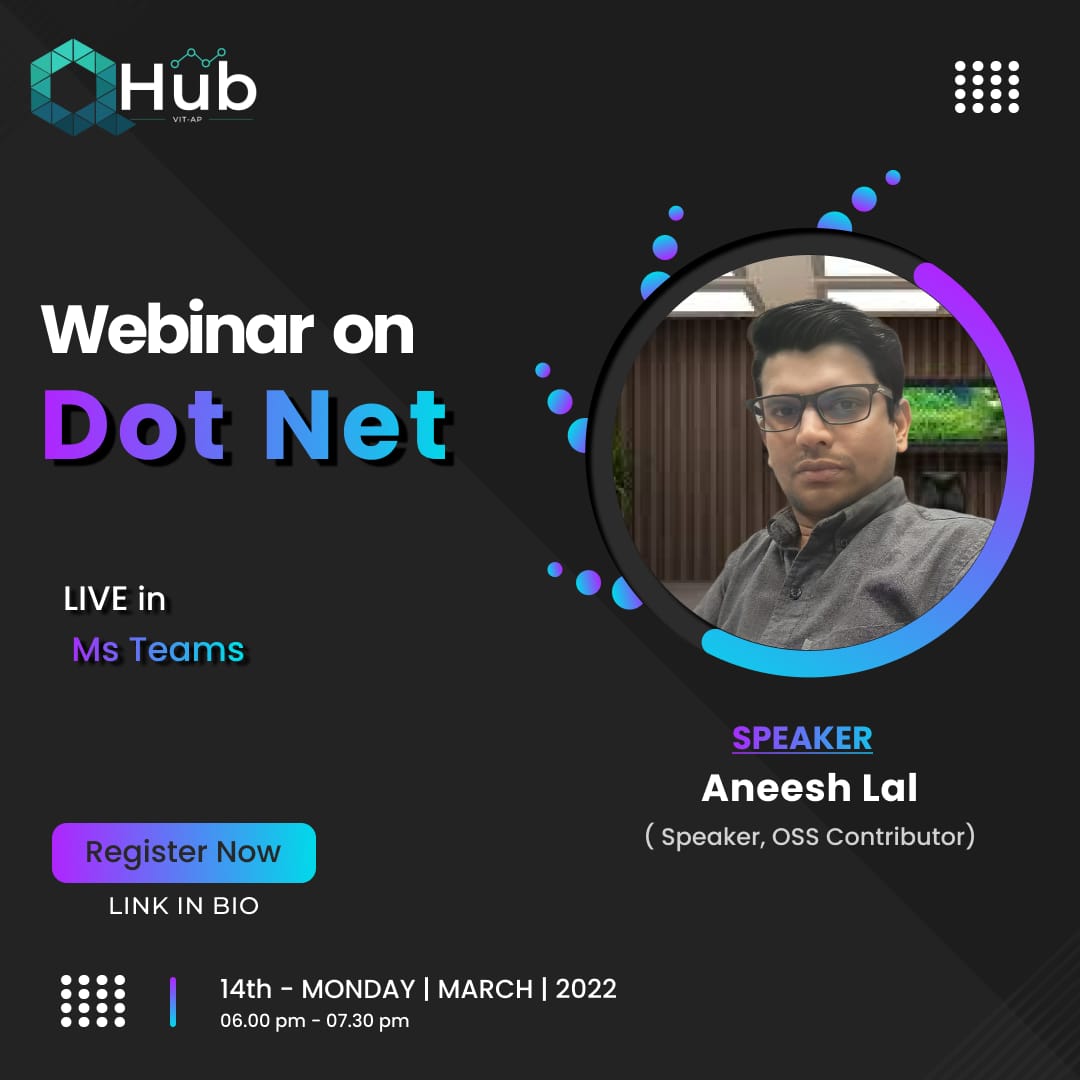 QHub
VIT-AP
Webinar on
Dot Net
LIVE in
Ms Teams
SPEAKER
Aneesh Lal
( Speaker, OSS Contributor)
Register Now
LINK IN BIO
14th - MONDAY | MARCH | 2022
06.00 pm - 07.30 pm